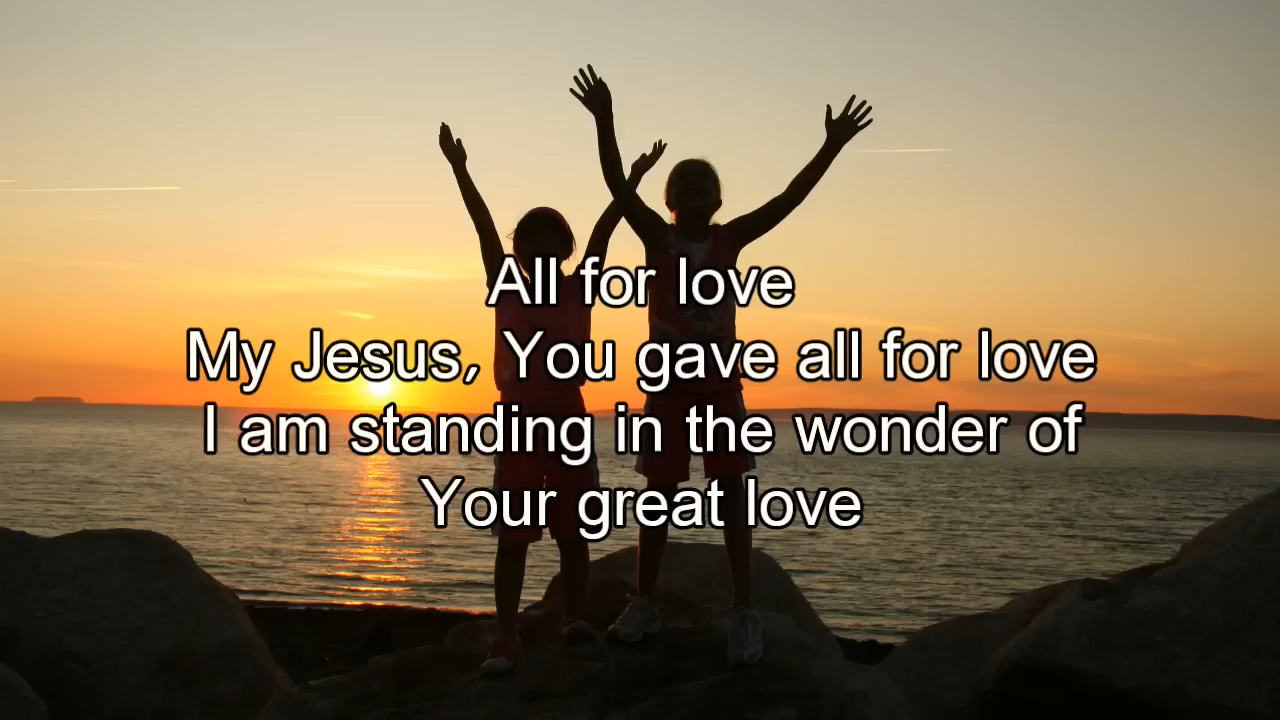 All for love
My Jesus, You gave all for love
I am standing in the wonder of
Your great love